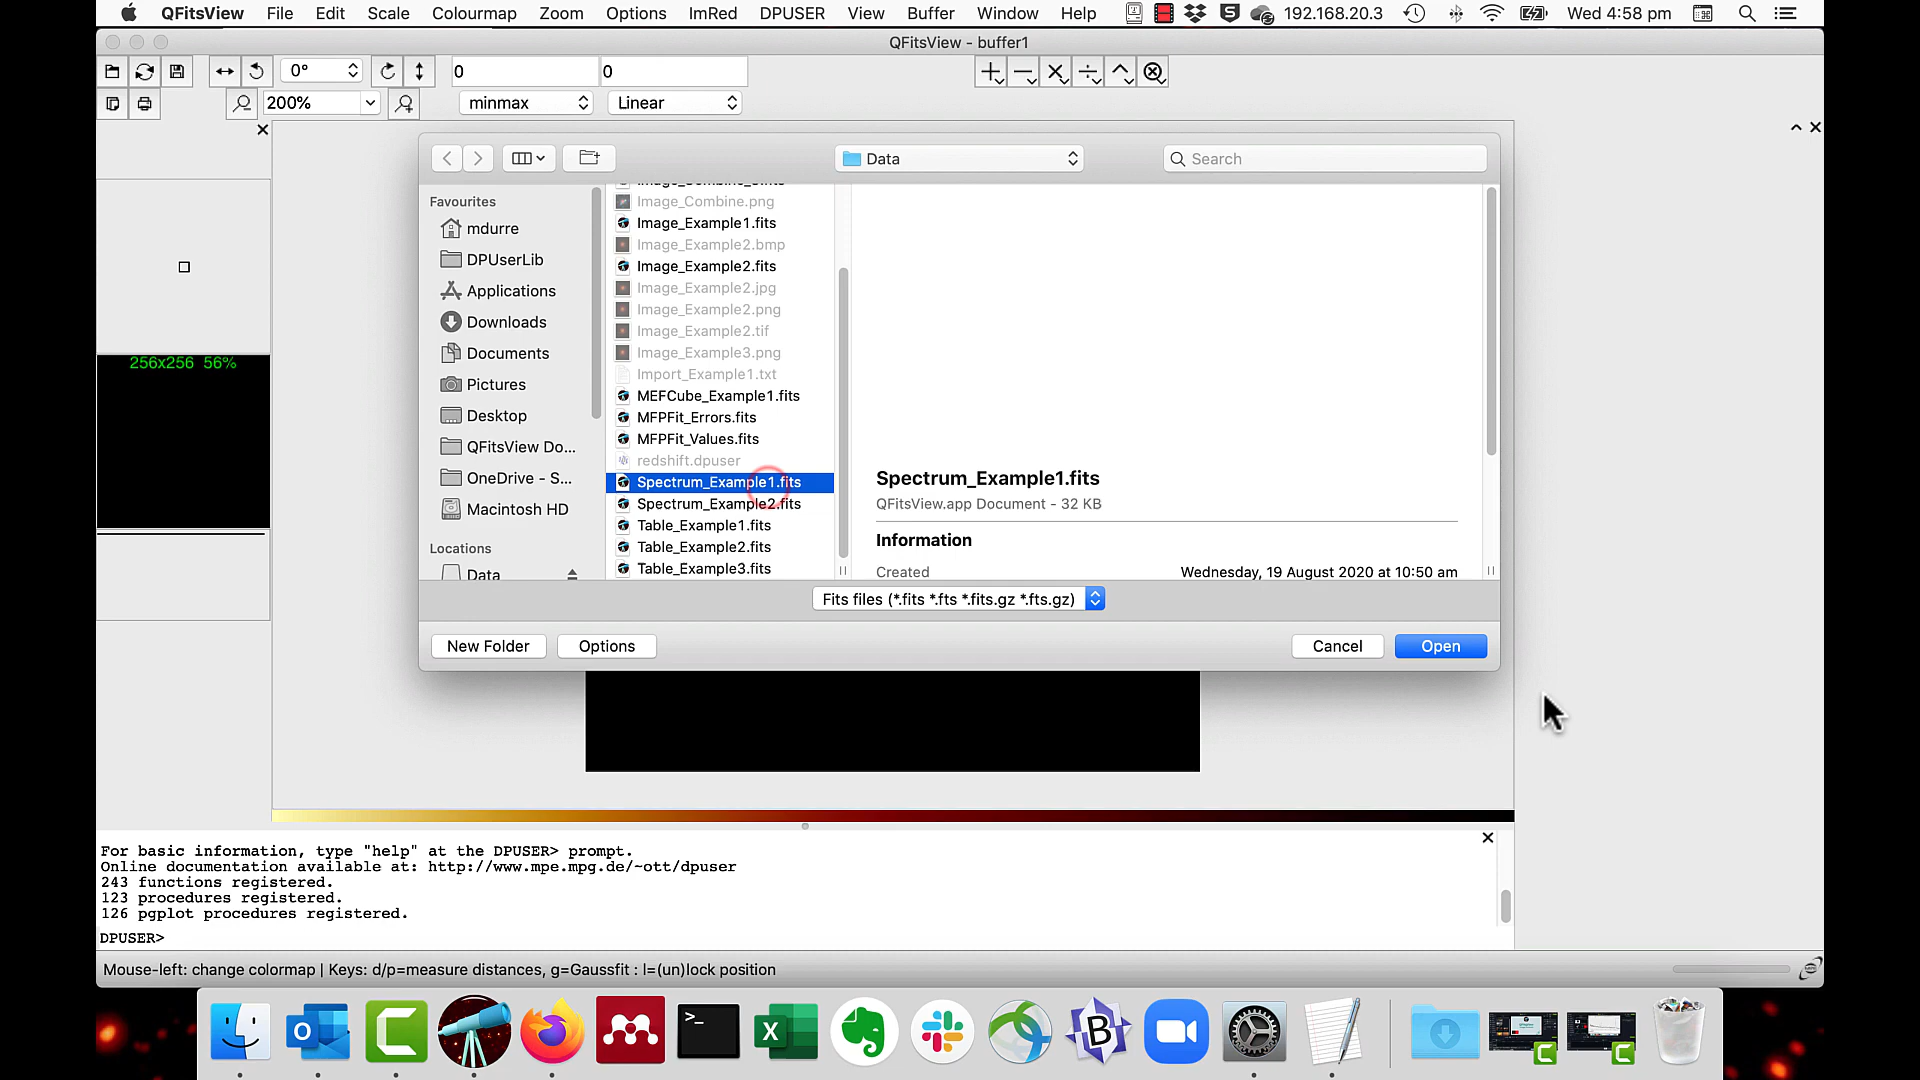 QFitsView File Edit Scale Colourmap Zoom Options ImRed DPUSER View Buffer Window Help 192.168.20.3 Wed 4:58 pm
QFitsView - buffer1
0° 0 0
200% minmax Linear
Data Search
Favourites
mdurre
DPUserLib
Applications
Downloads
Documents
Pictures
Desktop
QFitsView Do...
OneDrive - S...
Macintosh HD
Locations
Data
Image_Combine.png
Image_Example1.fits
Image_Example2.bmp
Image_Example2.fits
Image_Example2.jpg
Image_Example2.png
Image_Example2.tif
Image_Example3.png
Import_Example1.txt
MEFCube_Example1.fits
MFPFit_Errors.fits
MFPFit_Values.fits
redshift.dpuser
Spectrum_Example1.fits
Spectrum_Example2.fits
Table_Example1.fits
Table_Example2.fits
Table_Example3.fits
Spectrum_Example1.fits
QFitsView.app Document - 32 KB
Information
Created Wednesday, 19 August 2020 at 10:50 am
Fits files (*.fits *.fts *.fits.gz *.fts.gz)
New Folder Options Cancel Open
256x256 56%
For basic information, type "help" at the DPUSER> prompt.
Online documentation available at: http://www.mpe.mpg.de/~ott/dpuser
243 functions registered.
123 procedures registered.
126 pgplot procedures registered.
DPUSER>
Mouse-left: change colormap | Keys: d/p=measure distances, g=Gaussfit : l=(un)lock position